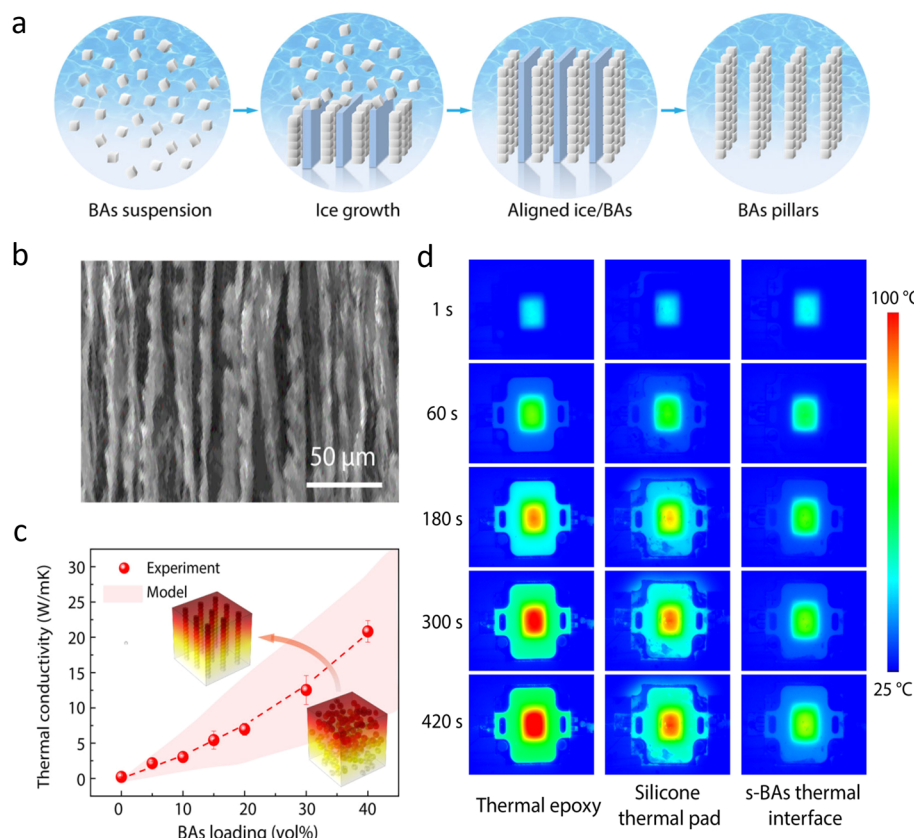 a
BAs suspension
Ice growth
Aligned ice/BAs
BAs pillars
b
50 μm
c
Thermal conductivity (W/mK)
30
25
20
15
10
5
0
Experiment
Model
0
10
20
30
40
BAs loading (vol%)
d
1 s
60 s
180 s
300 s
420 s
Thermal epoxy
Silicone
thermal pad
s-BAs thermal
interface
100 °C
25 °C